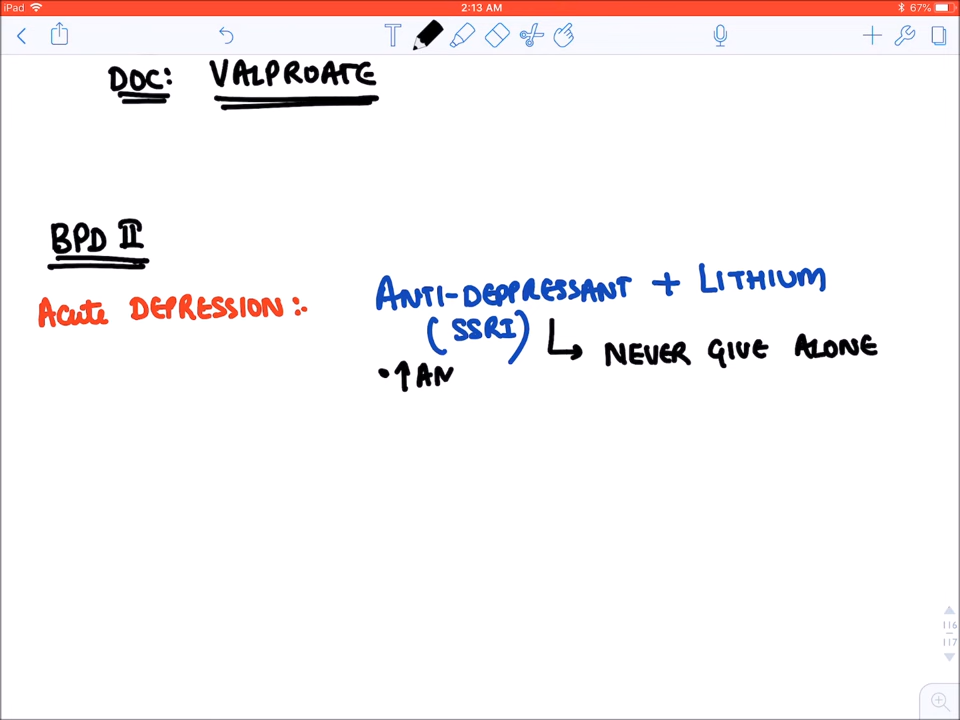 iPad 2:13 AM 67%
T
DOC: VALPROATE
BPD II
Acute DEPRESSION:- ANTI-DEPPRESSANT + LITHIUM
(SSRI) NEVER GIVE ALONE
•↑AN
116
117